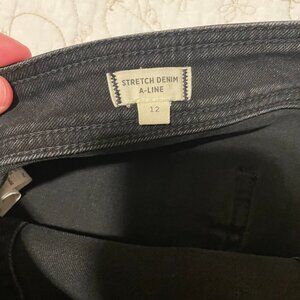 STRETCH DENIM
A-LINE
12